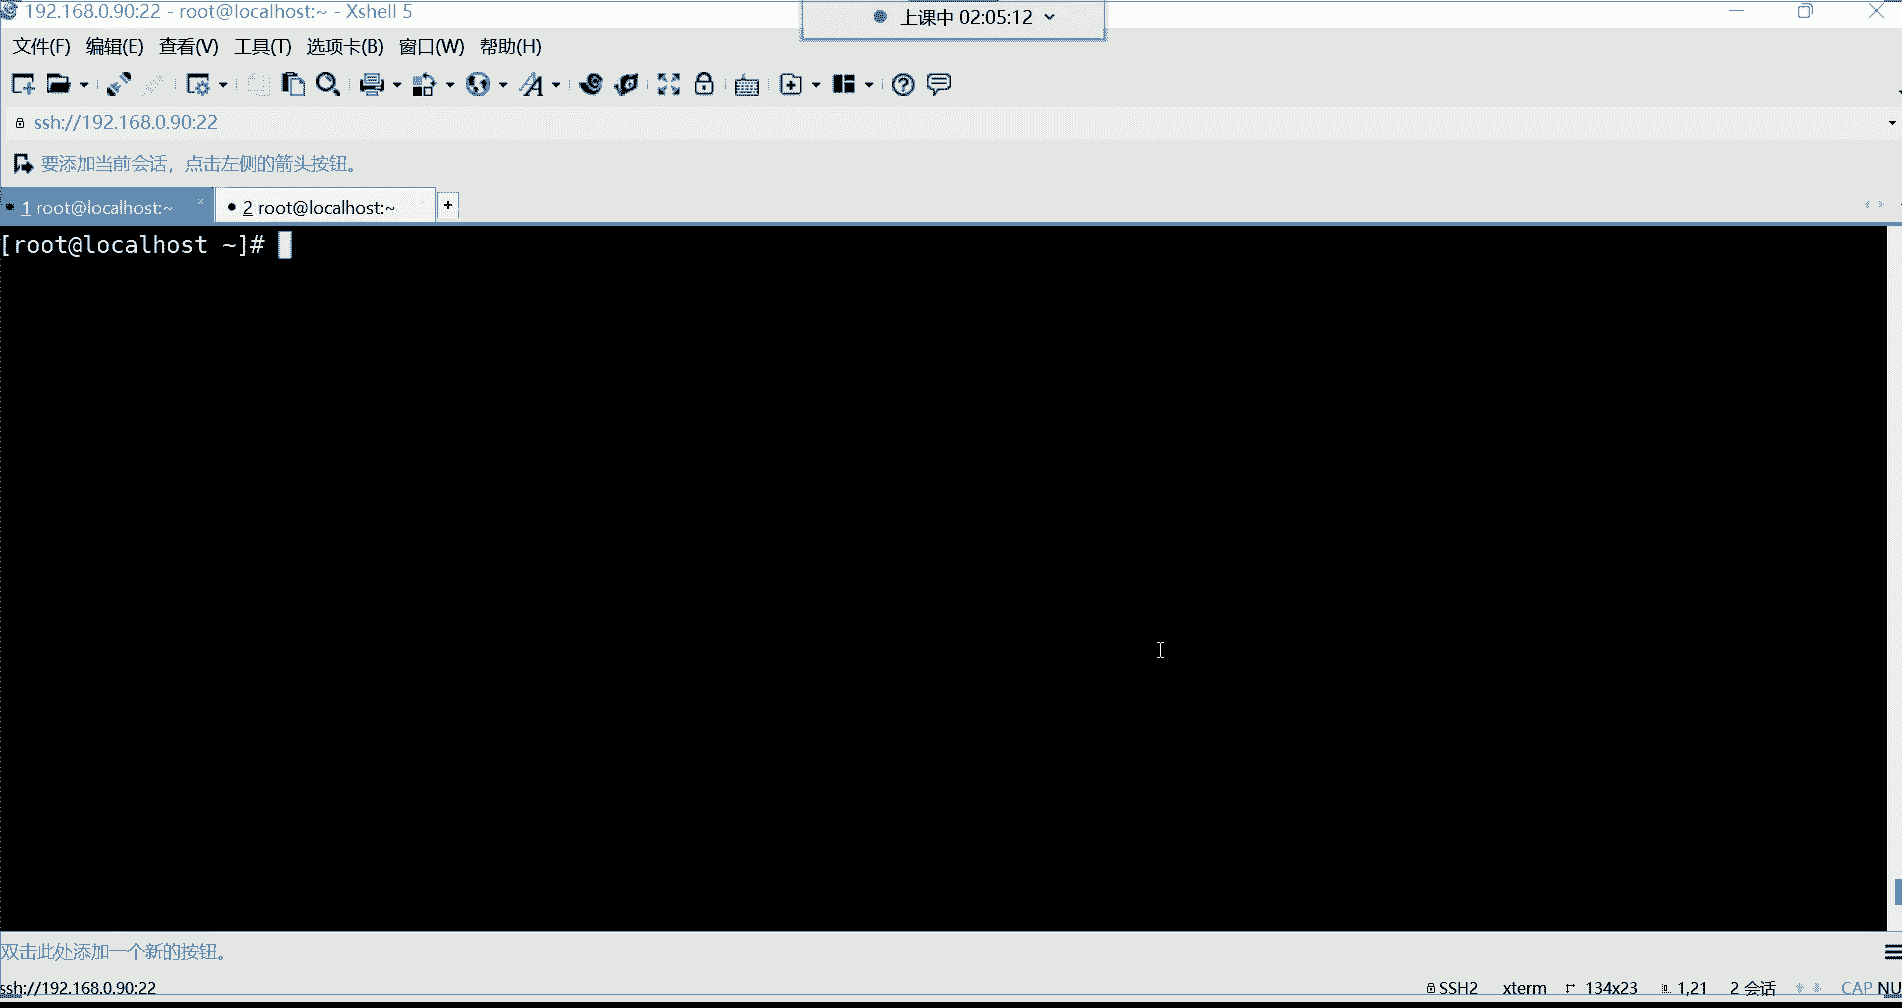 192.168.0.90:22 - root@localhost:~ - Xshell 5
上课中 02:05:12
文件(F) 编辑(E) 查看(V) 工具(T) 选项卡(B) 窗口(W) 帮助(H)
ssh://192.168.0.90:22
要添加当前会话，点击左侧的箭头按钮。
1 root@localhost:~ 2 root@localhost:~
[root@localhost ~]#
双击此处添加一个新的按钮。
ssh://192.168.0.90:22 SSH2 xterm 134x23 1,21 2 会话 CAP NU